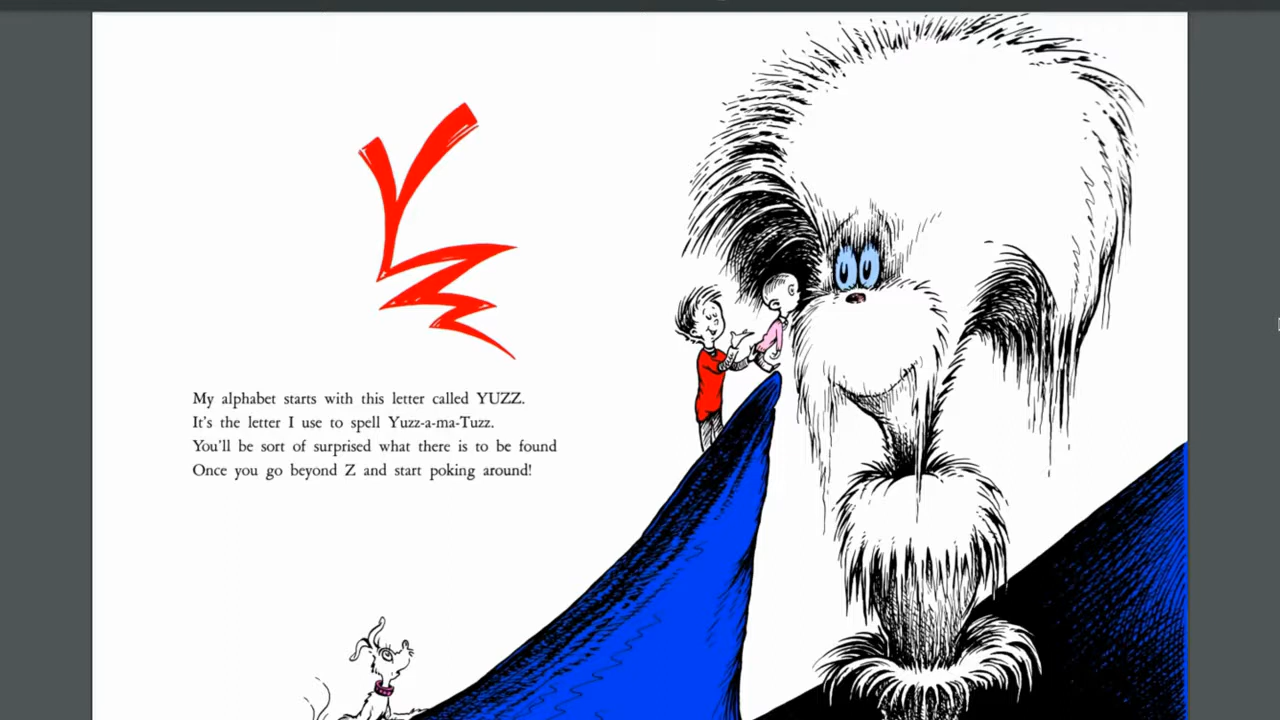 My alphabet starts with this letter called YUZZ.
It's the letter I use to spell Yuzz-a-ma-Tuzz.
You'll be sort of surprised what there is to be found
Once you go beyond Z and start poking around!